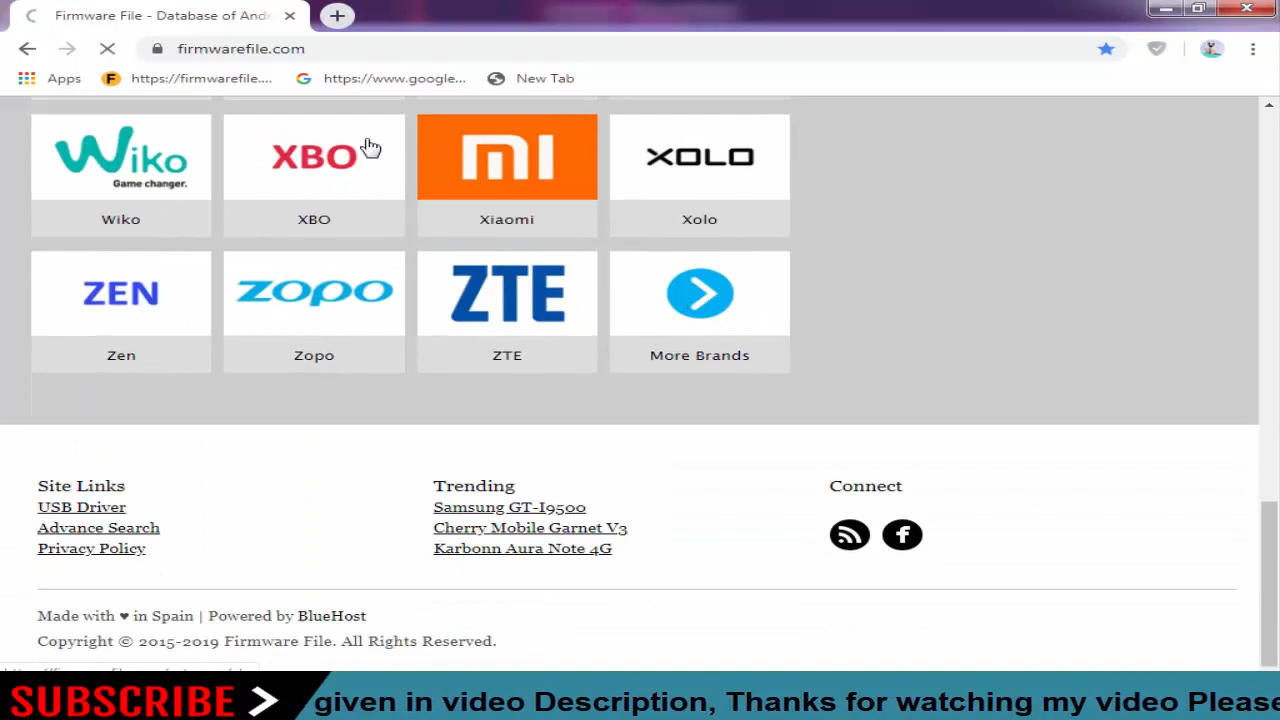 Firmware File - Database of And
firmwarefile.com
Apps
https://firmwarefile....
https://www.google...
New Tab
Wiko
Game changer.
XBO
mi
XOLO
Wiko
XBO
Xiaomi
Xolo
ZEN
ZOPO
ZTE
Zen
Zopo
ZTE
More Brands
Site Links
Trending
Connect
USB Driver
Samsung GT-I9500
Advance Search
Cherry Mobile Garnet V3
Privacy Policy
Karbonn Aura Note 4G
Made with ♥ in Spain | Powered by BlueHost
Copyright © 2015-2019 Firmware File. All Rights Reserved.
SUBSCRIBE
given in video Description, Thanks for watching my video Please